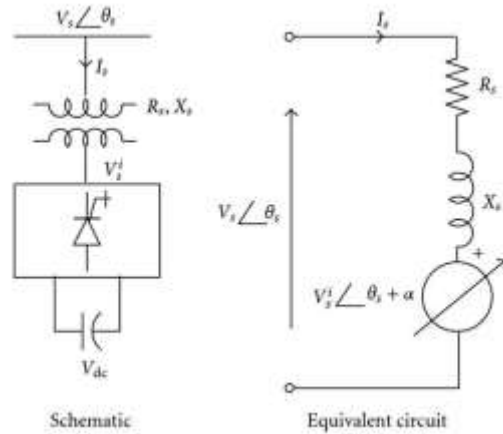 V_s∠θ_s
I_s
R_s, X_s
V_s^i
V_dc
Schematic
I_s
R_s
X_s
+
V_s∠θ_s
V_s^i∠θ_s + α
Equivalent circuit